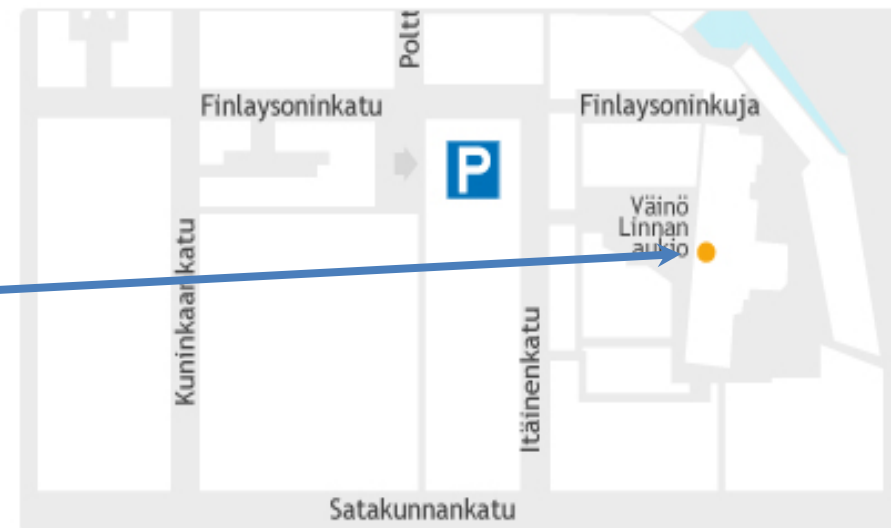 Poltt
Finlaysoninkatu
Finlaysoninkuja
P
Väinö
Linnan
aukio
Kuninkaankatu
Itäinenkatu
Satakunnankatu